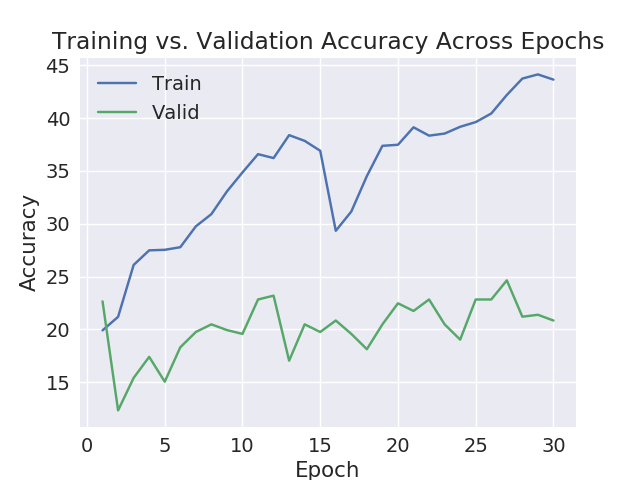 Training vs. Validation Accuracy Across Epochs
45
40
35
30
25
20
15
Train
Valid
Accuracy
0 5 10 15 20 25 30
Epoch